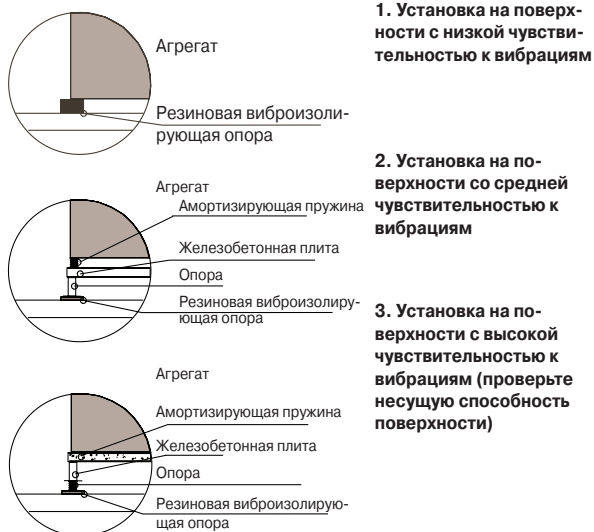 1. Установка на поверх-
ности с низкой чувстви-
тельностью к вибрациям
Агрегат
Резиновая виброизоли-
рующая опора
2. Установка на по-
верхности со средней
чувствительностью к
вибрациям
Агрегат
Амортизирующая пружина
Железобетонная плита
Опора
Резиновая виброизолиру-
ющая опора
3. Установка на по-
верхности с высокой
чувствительностью к
вибрациям (проверьте
несущую способность
поверхности)
Агрегат
Амортизирующая пружина
Железобетонная плита
Опора
Резиновая виброизолирую-
щая опора